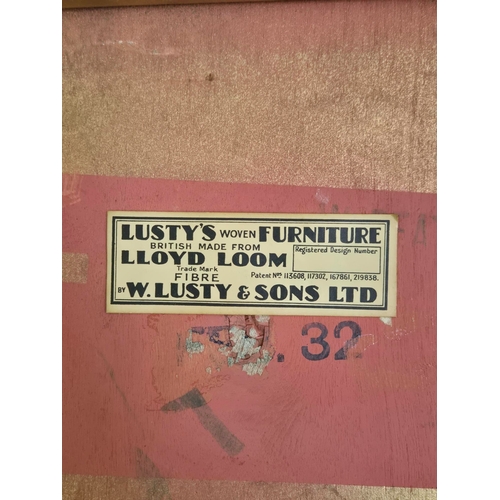 LUSTY'S WOVEN FURNITURE
BRITISH MADE FROM
Registered Design Number
LLOYD LOOM
Trade Mark
Patent Nos 113608, 117302, 167861, 219838.
FIBRE
BY W. LUSTY & SONS LTD
. 32